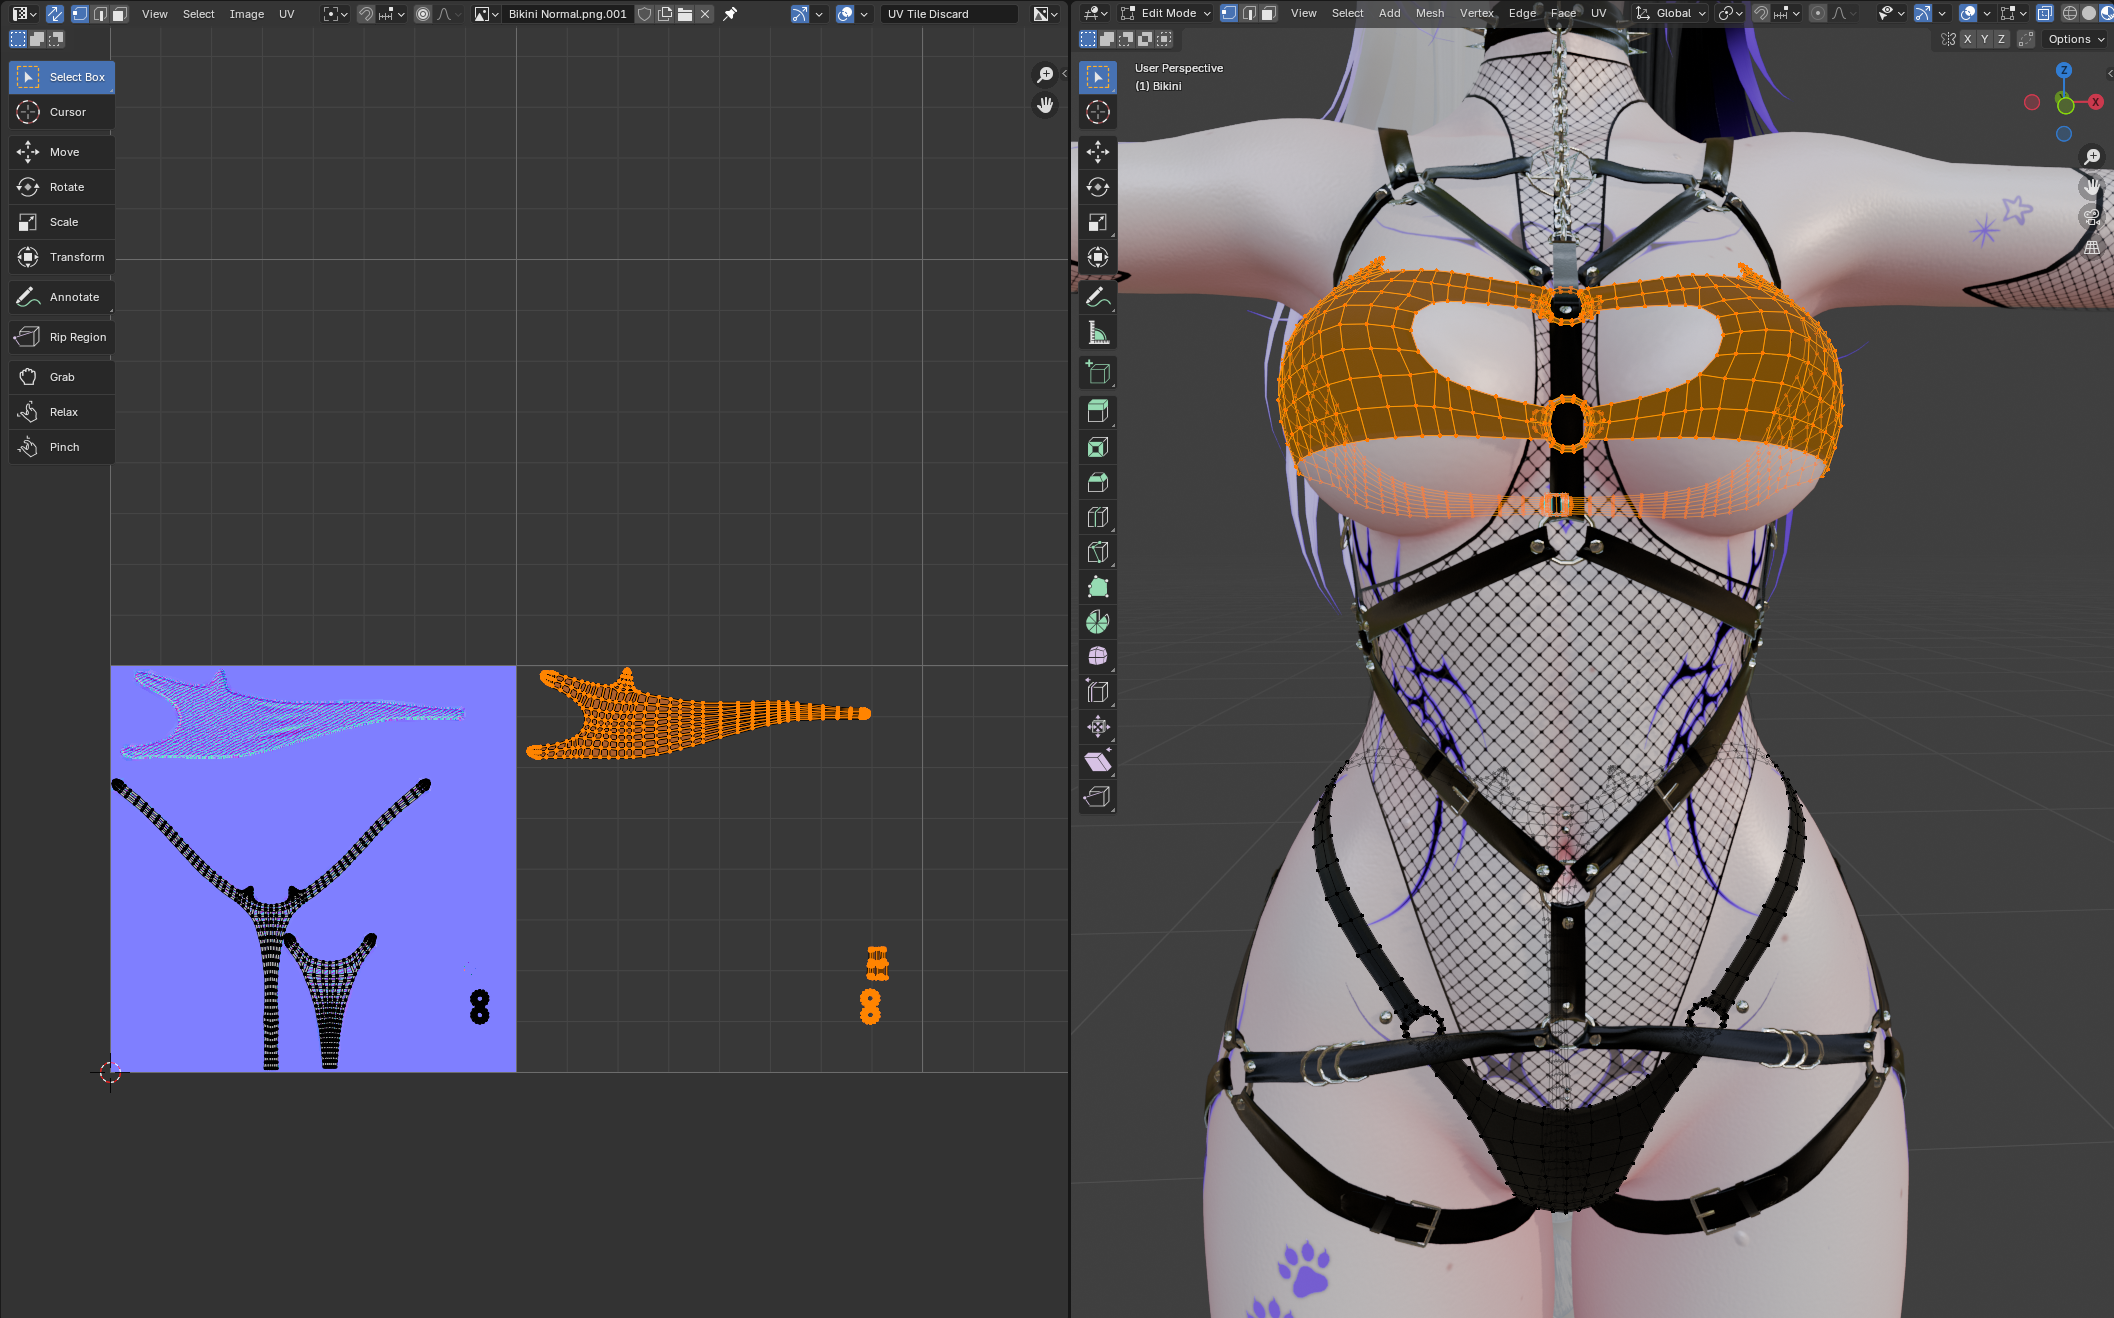 View Select Image UV
Bikini Normal.png.001
UV Tile Discard
Select Box
Cursor
Move
Rotate
Scale
Transform
Annotate
Rip Region
Grab
Relax
Pinch
Edit Mode
View Select Add Mesh Vertex Edge Face UV
Global
X Y Z
Options
User Perspective
(1) Bikini
Z
X